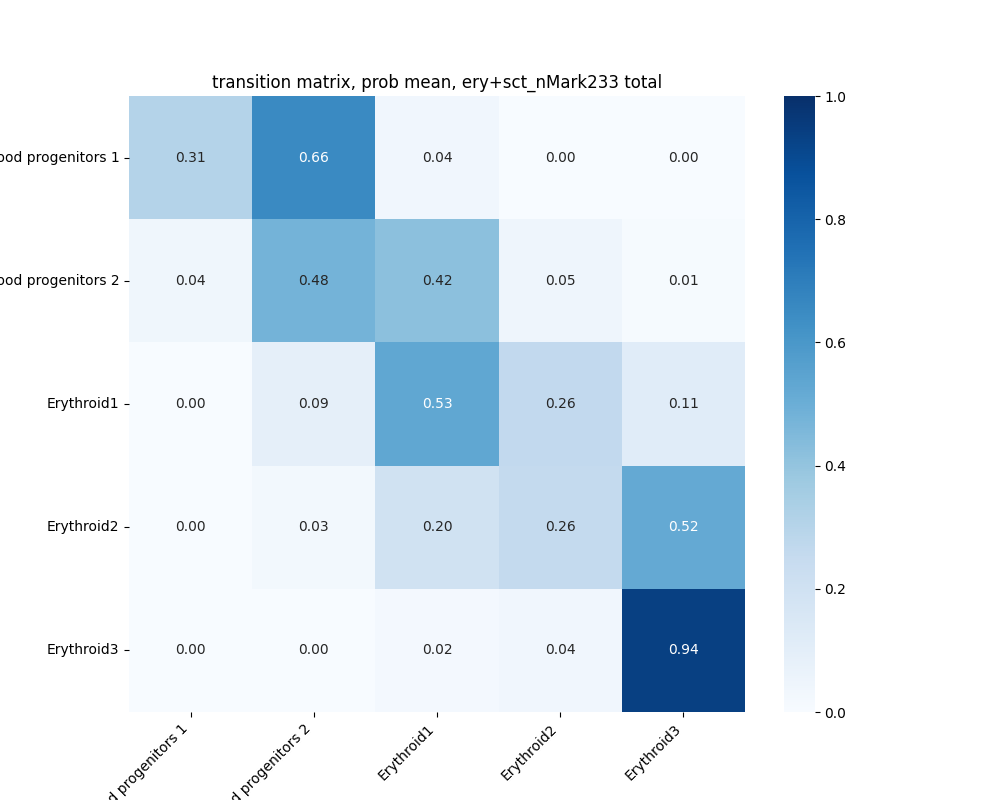 transition matrix, prob mean, ery+sct_nMark233 total
ood progenitors 1 0.31 0.66 0.04 0.00 0.00
ood progenitors 2 0.04 0.48 0.42 0.05 0.01
Erythroid1 0.00 0.09 0.53 0.26 0.11
Erythroid2 0.00 0.03 0.20 0.26 0.52
Erythroid3 0.00 0.00 0.02 0.04 0.94
d progenitors 1
d progenitors 2
Erythroid1
Erythroid2
Erythroid3
1.0
0.8
0.6
0.4
0.2
0.0